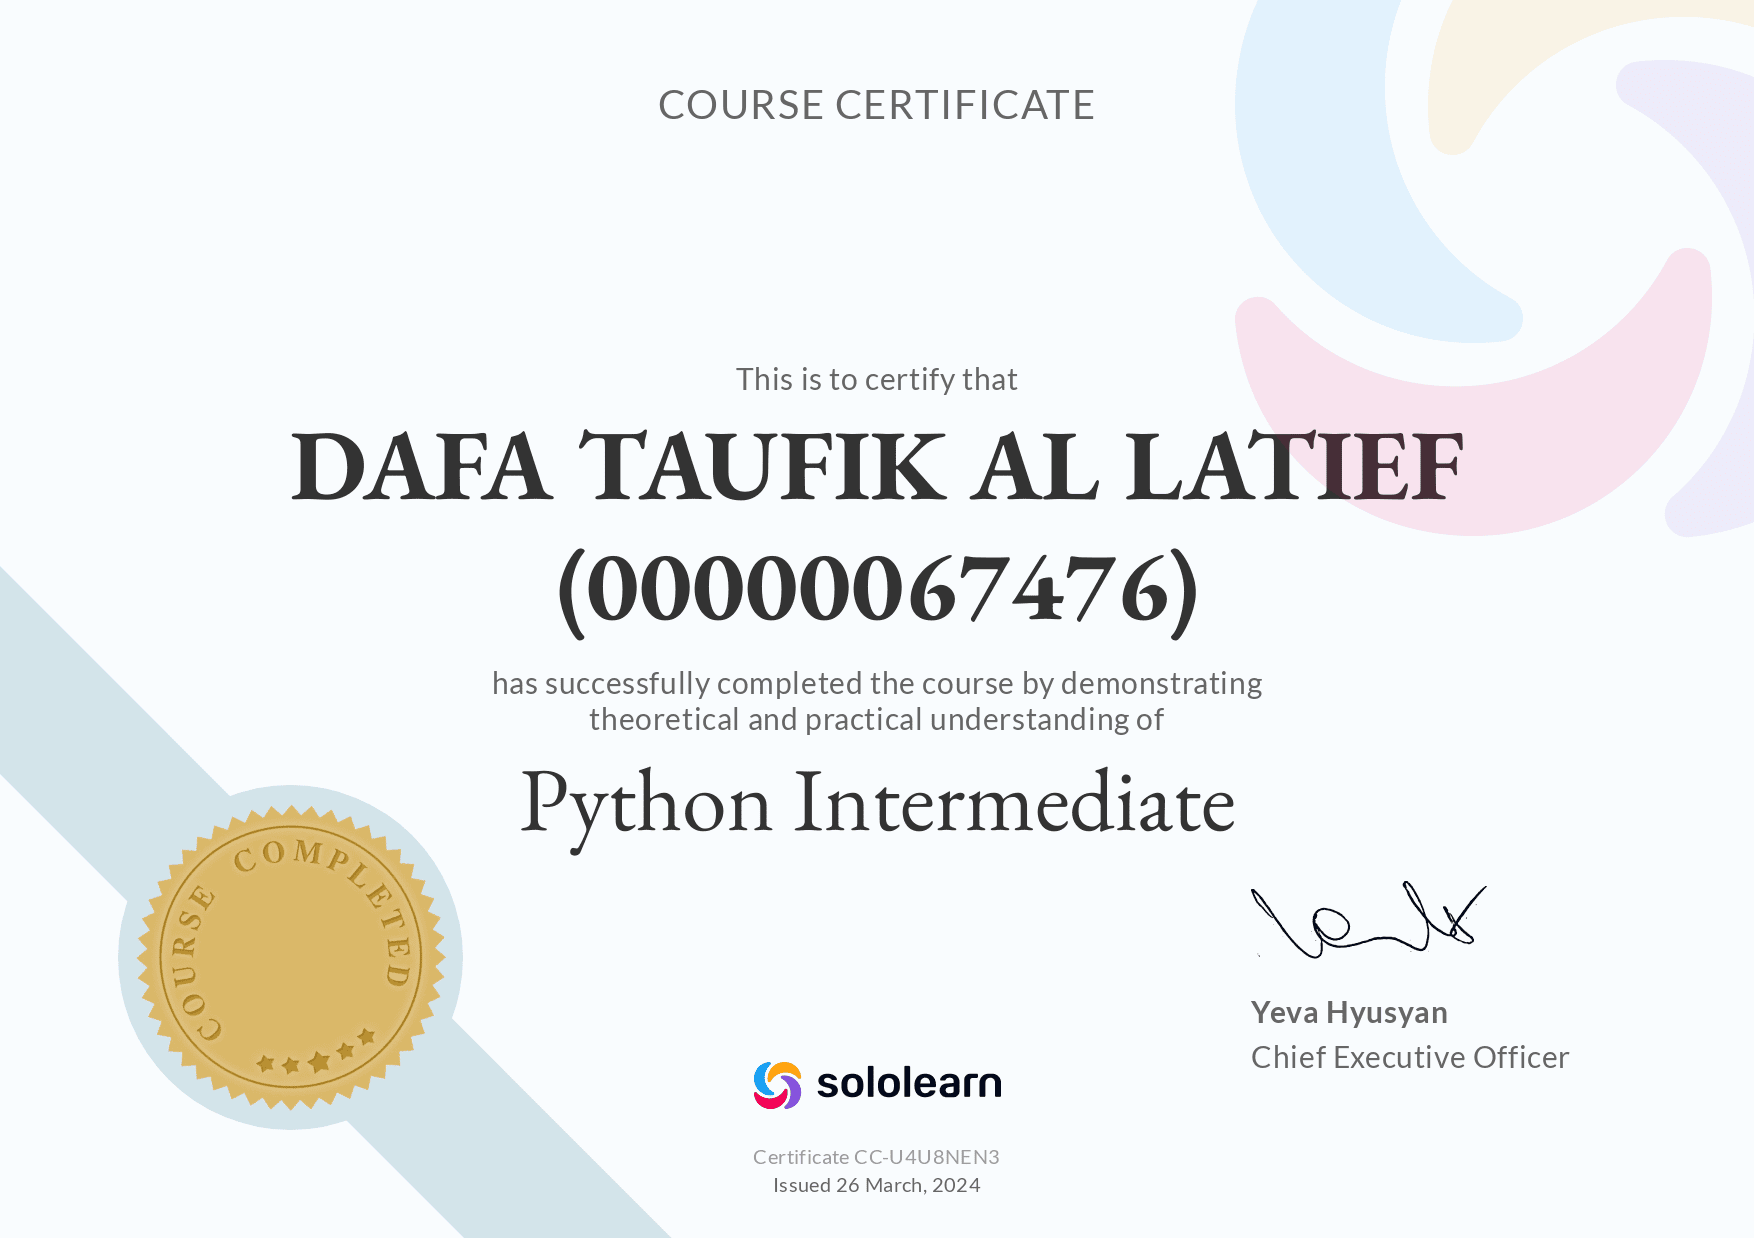 COURSE CERTIFICATE
This is to certify that
DAFA TAUFIK AL LATIEF
(00000067476)
has successfully completed the course by demonstrating
theoretical and practical understanding of
Python Intermediate
COURSE COMPLETED
Yeva Hyusyan
Chief Executive Officer
sololearn
Certificate CC-U4U8NEN3
Issued 26 March, 2024